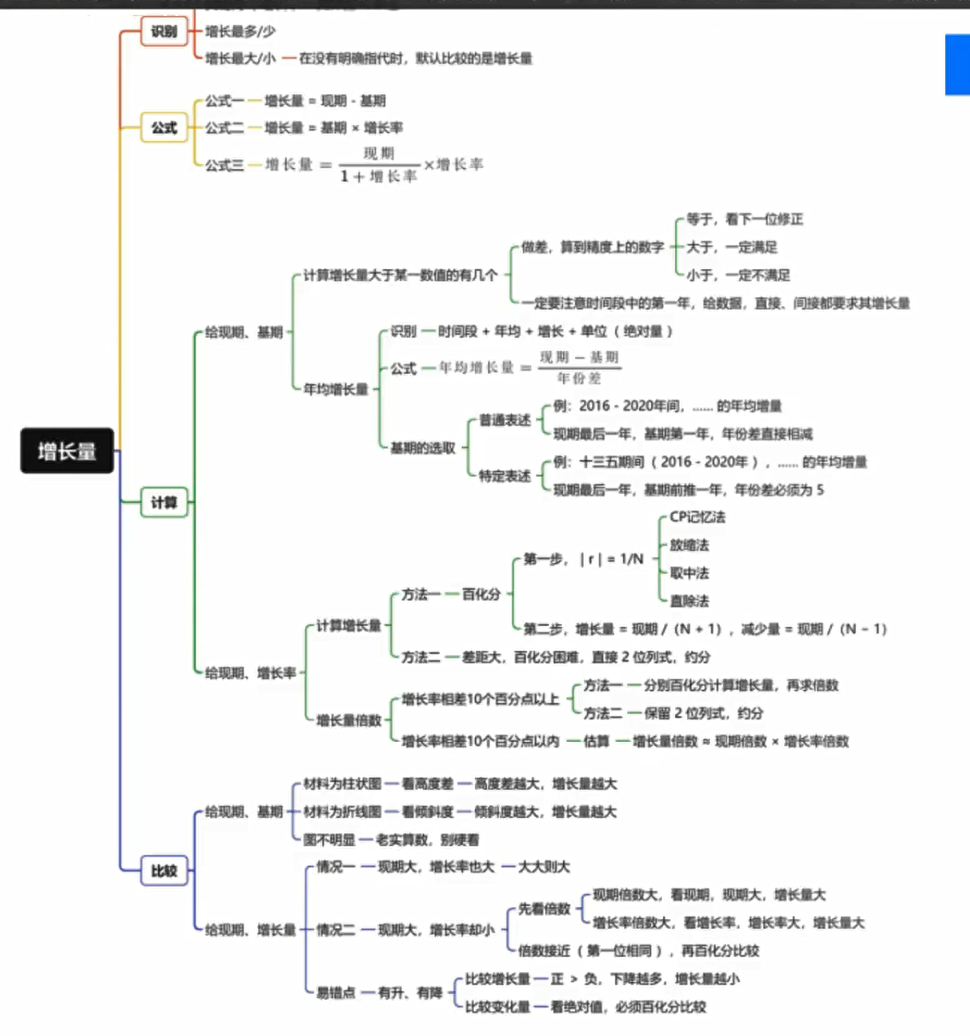 识别
增长最多/少
增长最大/小 — 在没有明确指代时，默认比较的是增长量
公式
公式一 — 增长量 = 现期 - 基期
公式二 — 增长量 = 基期 × 增长率
公式三 — 增长量 = 现期 / 1 + 增长率 × 增长率
增长量
计算
给现期、基期
计算增长量大于某一数值的有几个
做差，算到精度上的数字
等于，看下一位修正
大于，一定满足
小于，一定不满足
一定要注意时间段中的第一年，给数据，直接、间接都要求其增长量
年均增长量
识别 — 时间段 + 年均 + 增长 + 单位（绝对量）
公式 — 年均增长量 = 现期 − 基期 / 年份差
基期的选取
普通表述
例：2016 - 2020年间，...... 的年均增量
现期最后一年，基期第一年，年份差直接相减
特定表述
例：十三五期间（2016 - 2020年），...... 的年均增量
现期最后一年，基期前推一年，年份差必须为 5
给现期、增长率
计算增长量
方法一 — 百化分
第一步，| r | = 1/N
CP记忆法
放缩法
取中法
直除法
第二步，增长量 = 现期 /（N + 1），减少量 = 现期 /（N − 1）
方法二 — 差距大，百化分困难，直接 2 位列式，约分
增长量倍数
增长率相差10个百分点以上
方法一 — 分别百化分计算增长量，再求倍数
方法二 — 保留 2 位列式，约分
增长率相差10个百分点以内 — 估算 — 增长量倍数 ≈ 现期倍数 × 增长率倍数
比较
给现期、基期
材料为柱状图 — 看高度差 — 高度差越大，增长量越大
材料为折线图 — 看倾斜度 — 倾斜度越大，增长量越大
图不明显 — 老实算数，别硬看
给现期、增长量
情况一 — 现期大，增长率也大 — 大大则大
情况二 — 现期大，增长率却小
先看倍数
现期倍数大，看现期，现期大，增长量大
增长率倍数大，看增长率，增长率大，增长量大
倍数接近（第一位相同），再百化分比较
易错点 — 有升、有降
比较增长量 — 正 > 负，下降越多，增长量越小
比较变化量 — 看绝对值，必须百化分比较